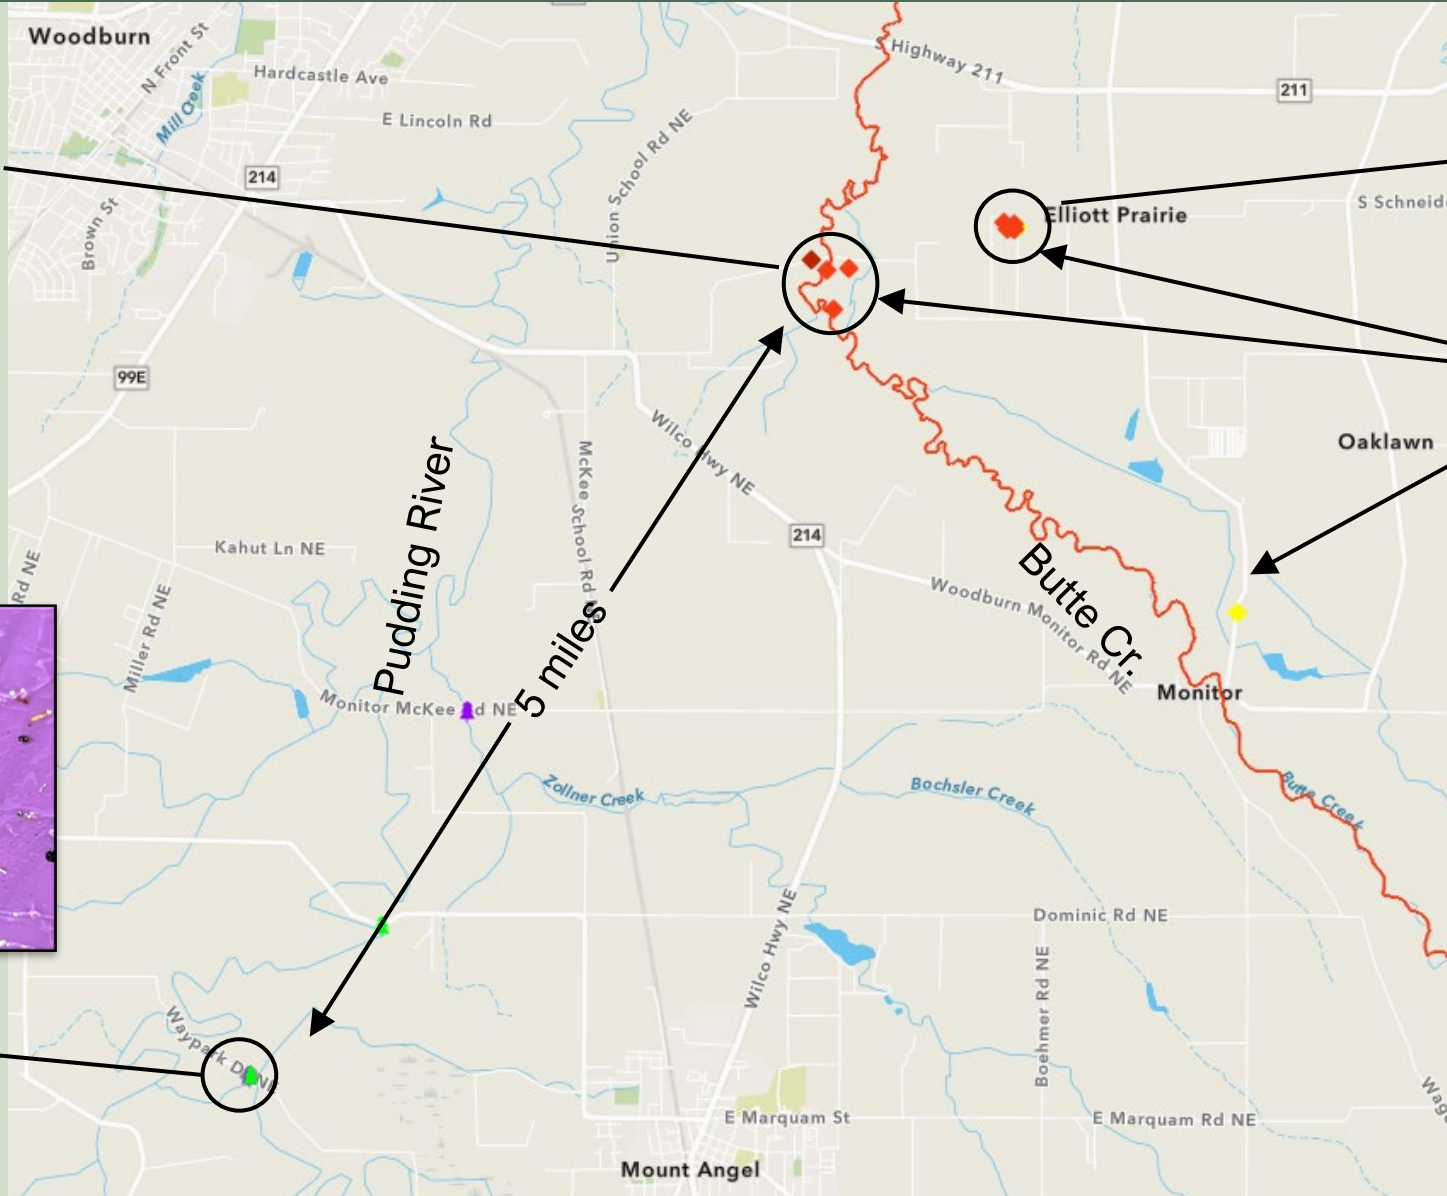 Woodburn
N Front St
Hardcastle Ave
Mill Creek
E Lincoln Rd
S Highway 211
211
214
Union School Rd NE
Brown St
Elliott Prairie
S Schneid
99E
Wilco Hwy NE
McKee School Rd
Oaklawn
Pudding River
214
Kahut Ln NE
Rd NE
Miller Rd NE
Butte Cr.
Woodburn Monitor Rd NE
5 miles
Monitor McKee Rd NE
Monitor
Zollner Creek
Bochsler Creek
Butte Creek
Wilco Hwy NE
Dominic Rd NE
Boehmer Rd NE
Waypark Dr NE
E Marquam St
E Marquam Rd NE
Mount Angel